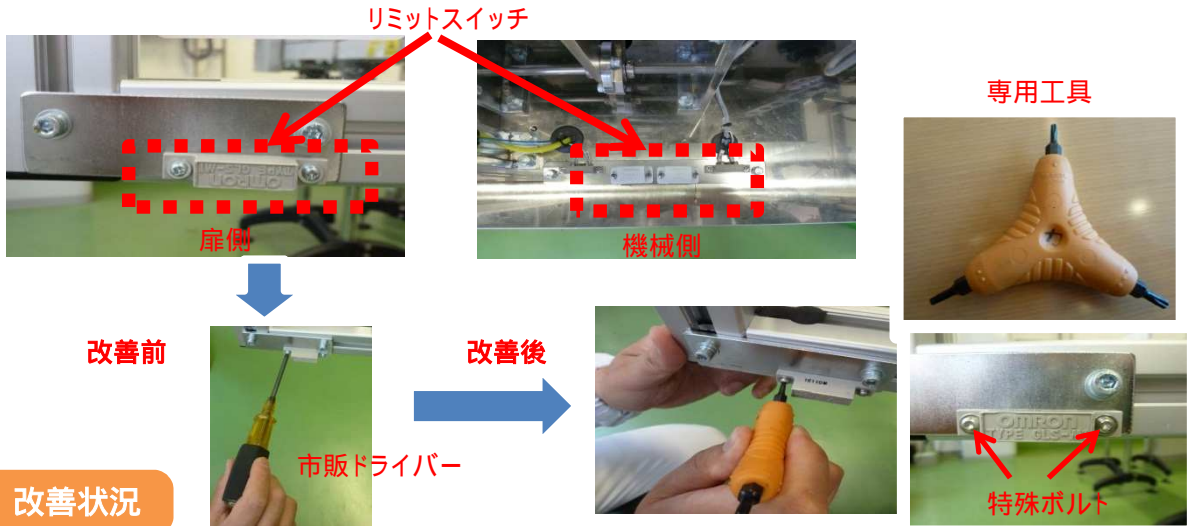 リミットスイッチ
専用工具
扉側
機械側
改善前
改善後
市販ドライバー
OMRON
特殊ボルト
改善状況